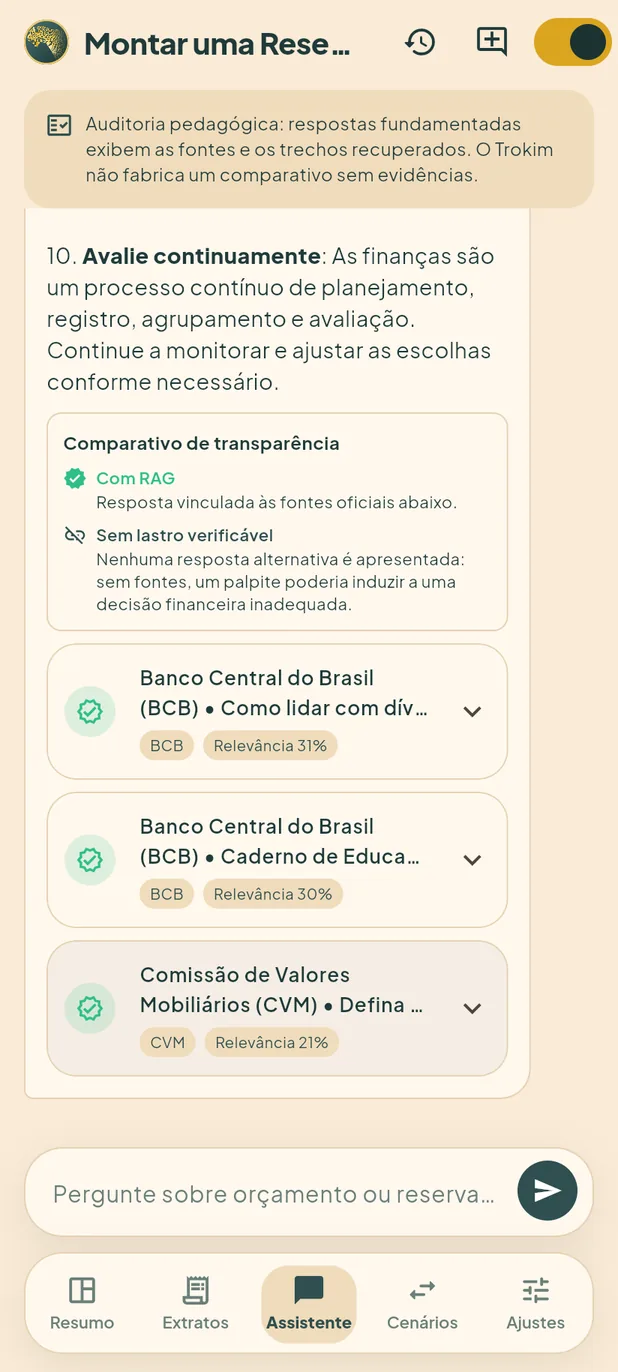 Montar uma Rese...
Auditoria pedagógica: respostas fundamentadas
exibem as fontes e os trechos recuperados. O Trokim
não fabrica um comparativo sem evidências.
10. Avalie continuamente: As finanças são
um processo contínuo de planejamento,
registro, agrupamento e avaliação.
Continue a monitorar e ajustar as escolhas
conforme necessário.
Comparativo de transparência
Com RAG
Resposta vinculada às fontes oficiais abaixo.
Sem lastro verificável
Nenhuma resposta alternativa é apresentada:
sem fontes, um palpite poderia induzir a uma
decisão financeira inadequada.
Banco Central do Brasil
(BCB) • Como lidar com dív...
BCB Relevância 31%
Banco Central do Brasil
(BCB) • Caderno de Educa...
BCB Relevância 30%
Comissão de Valores
Mobiliários (CVM) • Defina ...
CVM Relevância 21%
Pergunte sobre orçamento ou reserva...
Resumo Extratos Assistente Cenários Ajustes